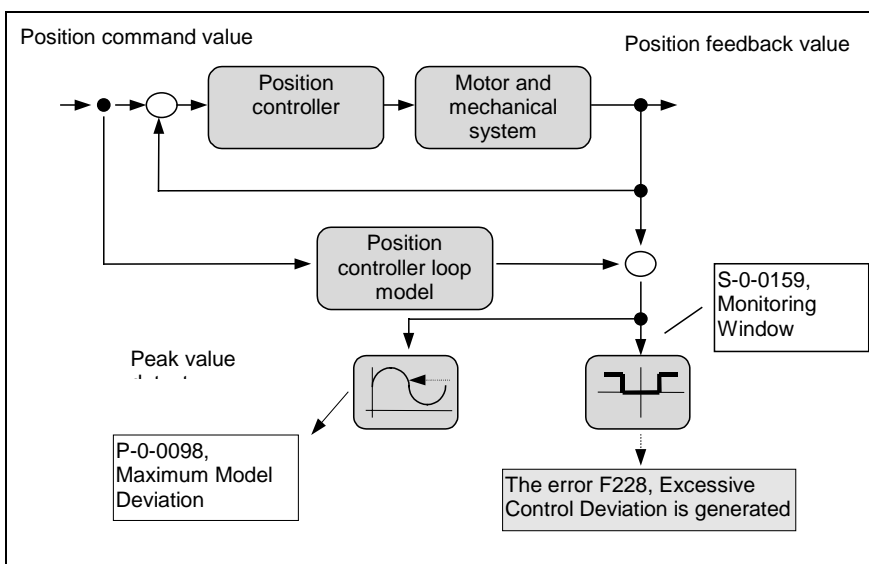 Position command value
Position feedback value
Position
controller
Motor and
mechanical
system
Position
controller loop
model
S-0-0159,
Monitoring
Window
Peak value
P-0-0098,
Maximum Model
Deviation
The error F228, Excessive
Control Deviation is generated